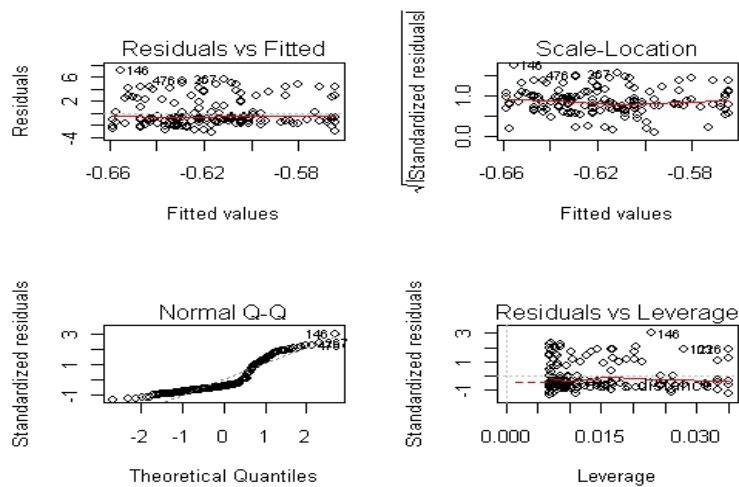 Residuals vs Fitted
Residuals
6
2
-4
146
476
267
-0.66
-0.62
-0.58
Fitted values
Scale-Location
√|Standardized residuals|
1.0
0.0
146
476
267
-0.66
-0.62
-0.58
Fitted values
Normal Q-Q
Standardized residuals
3
1
-1
146
-2
-1
0
1
2
Theoretical Quantiles
Residuals vs Leverage
Standardized residuals
3
1
-1
146
s distance
0.000
0.015
0.030
Leverage